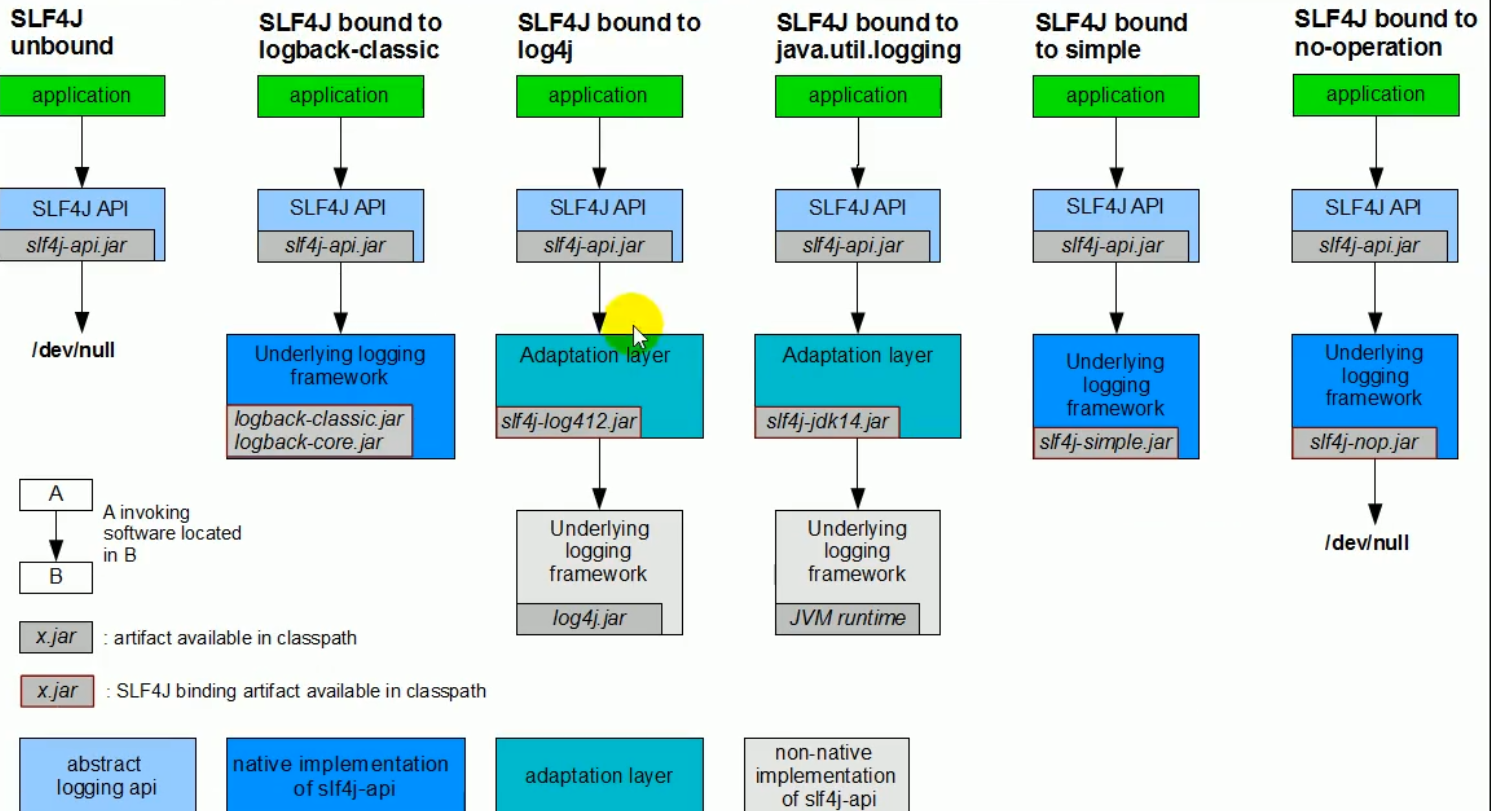 SLF4J
unbound
application
SLF4J API
slf4j-api.jar
/dev/null
SLF4J bound to
logback-classic
application
SLF4J API
slf4j-api.jar
Underlying logging
framework
logback-classic.jar
logback-core.jar
SLF4J bound to
log4j
application
SLF4J API
slf4j-api.jar
Adaptation layer
slf4j-log412.jar
Underlying
logging
framework
log4j.jar
SLF4J bound to
java.util.logging
application
SLF4J API
slf4j-api.jar
Adaptation layer
slf4j-jdk14.jar
Underlying
logging
framework
JVM runtime
SLF4J bound
to simple
application
SLF4J API
slf4j-api.jar
Underlying
logging
framework
slf4j-simple.jar
SLF4J bound to
no-operation
application
SLF4J API
slf4j-api.jar
Underlying
logging
framework
slf4j-nop.jar
/dev/null
A
B
A invoking
software located
in B
x.jar : artifact available in classpath
x.jar : SLF4J binding artifact available in classpath
abstract
logging api
native implementation
of slf4j-api
adaptation layer
non-native
implementation
of slf4j-api